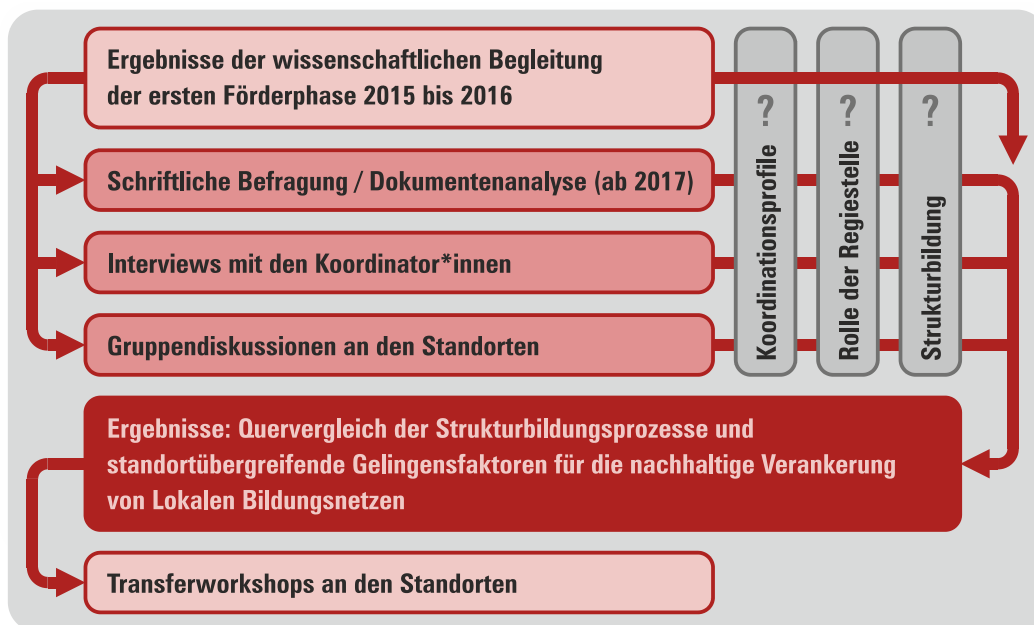 Ergebnisse der wissenschaftlichen Begleitung
der ersten Förderphase 2015 bis 2016
Schriftliche Befragung / Dokumentenanalyse (ab 2017)
Interviews mit den Koordinator*innen
Gruppendiskussionen an den Standorten
Koordinationsprofile ?
Rolle der Regiestelle ?
Strukturbildung ?
Ergebnisse: Quervergleich der Strukturbildungsprozesse und
standortübergreifende Gelingensfaktoren für die nachhaltige Verankerung
von Lokalen Bildungsnetzen
Transferworkshops an den Standorten